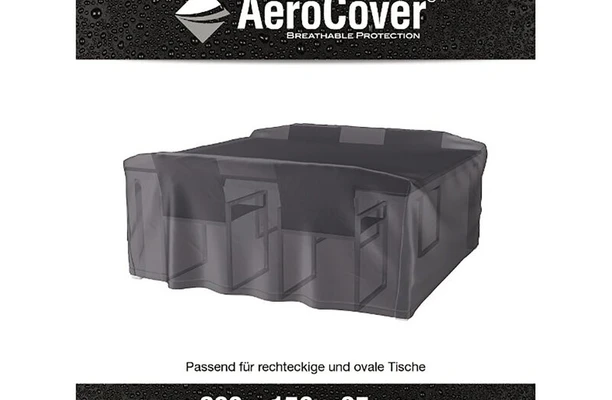 AeroCover®
BREATHABLE PROTECTION
Passend für rechteckige und ovale Tische